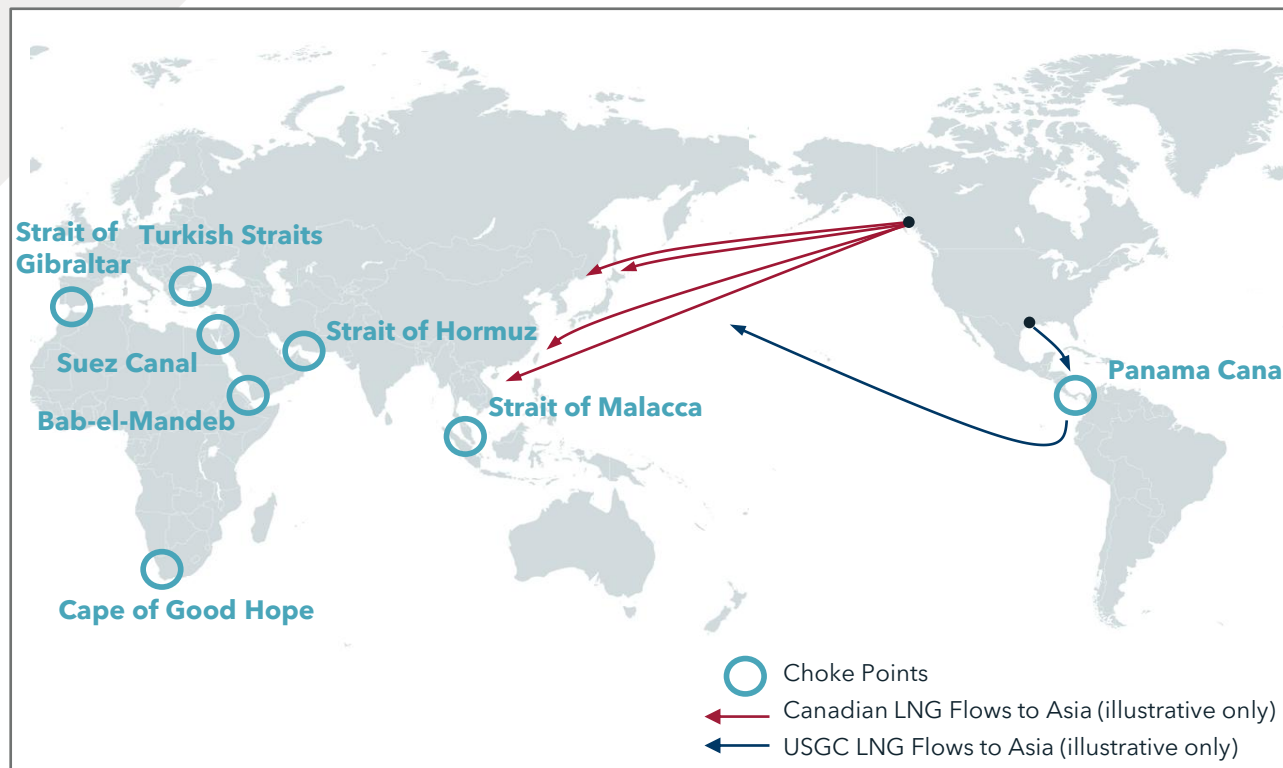 Strait of
Gibraltar
Turkish Straits
Strait of Hormuz
Suez Canal
Panama Cana
Bab-el-Mandeb
Strait of Malacca
Cape of Good Hope
Choke Points
Canadian LNG Flows to Asia (illustrative only)
USGC LNG Flows to Asia (illustrative only)